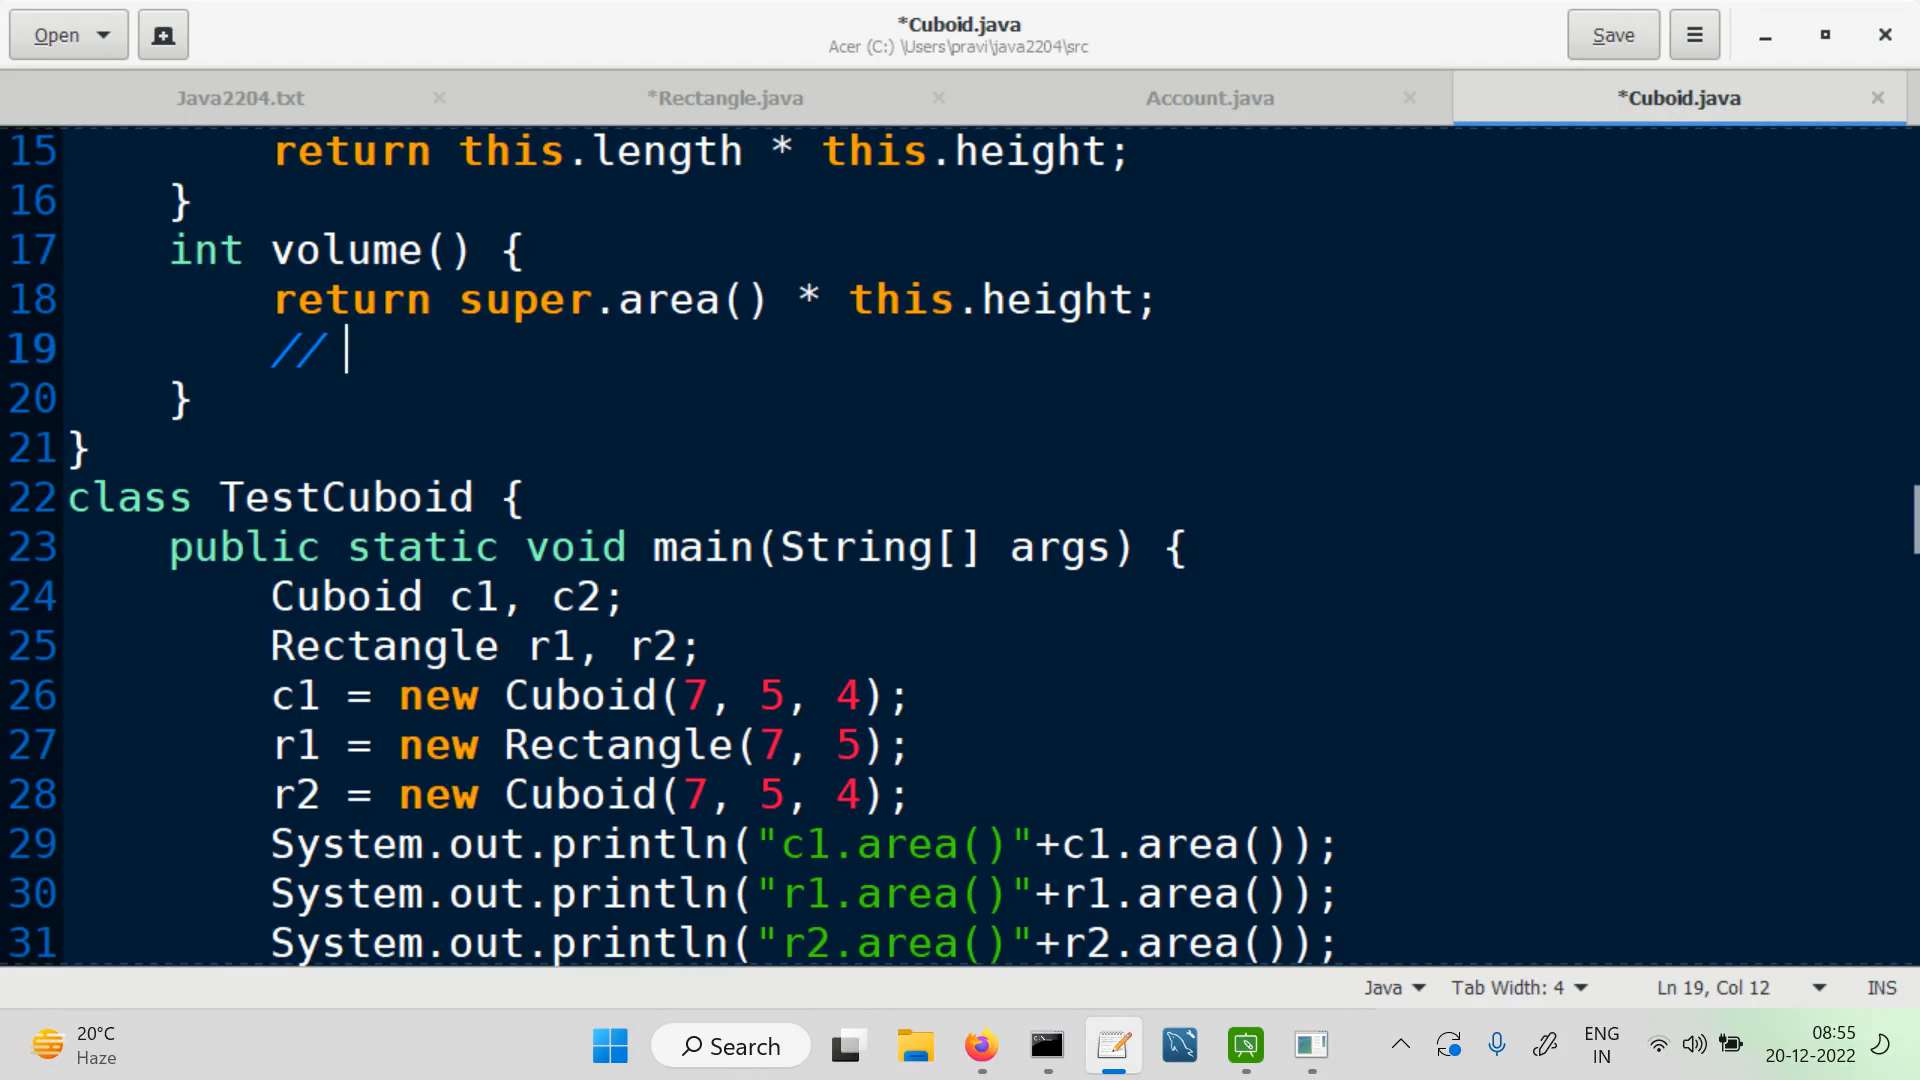 Open
*Cuboid.java
Acer (C:) \Users\pravi\java2204\src
Save
Java2204.txt
*Rectangle.java
Account.java
*Cuboid.java
15 return this.length * this.height;
16 }
17 int volume() {
18 return super.area() * this.height;
19 //
20 }
21 }
22 class TestCuboid {
23 public static void main(String[] args) {
24 Cuboid c1, c2;
25 Rectangle r1, r2;
26 c1 = new Cuboid(7, 5, 4);
27 r1 = new Rectangle(7, 5);
28 r2 = new Cuboid(7, 5, 4);
29 System.out.println("c1.area()"+c1.area());
30 System.out.println("r1.area()"+r1.area());
31 System.out.println("r2.area()"+r2.area());
Java Tab Width: 4 Ln 19, Col 12 INS
20°C
Haze
Search
ENG
IN
08:55
20-12-2022